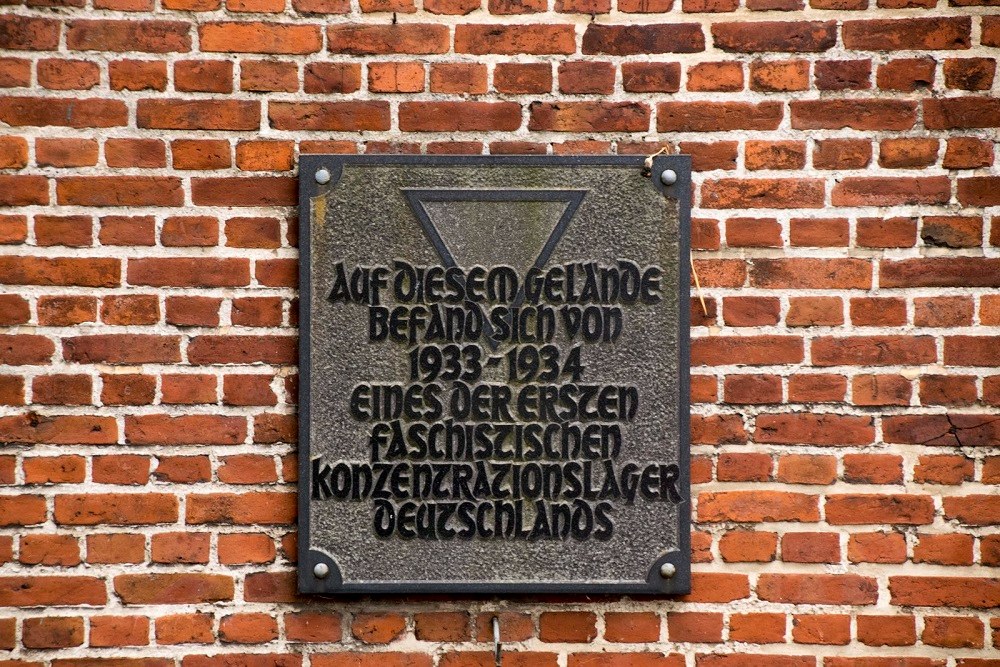 Auf diesem Gelände
befand sich von
1933-1934
eines der ersten
faschistischen
Konzentrationslager
Deutschlands